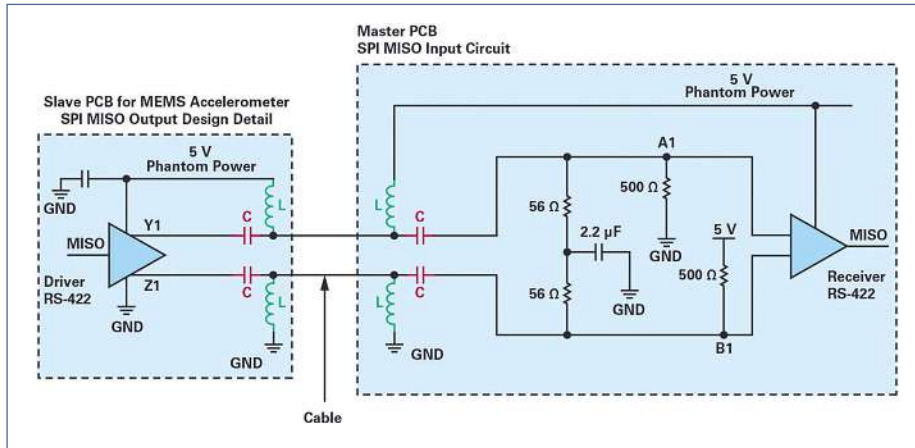 Master PCB
SPI MISO Input Circuit
5 V
Phantom Power
Slave PCB for MEMS Accelerometer
SPI MISO Output Design Detail
5 V
Phantom Power
GND
MISO
Driver
RS-422
Y1
Z1
GND
C
L
C
L
GND
L
C
L
C
GND
Cable
A1
56 Ω
500 Ω
GND
2.2 µF
GND
56 Ω
5 V
500 Ω
B1
MISO
Receiver
RS-422